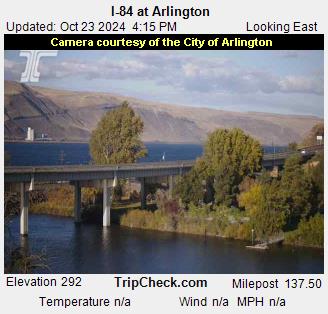 I-84 at Arlington
Updated: Oct 23 2024 4:15 PM Looking East
Camera courtesy of the City of Arlington
Elevation 292 TripCheck.com Milepost 137.50
Temperature n/a Wind n/a MPH n/a